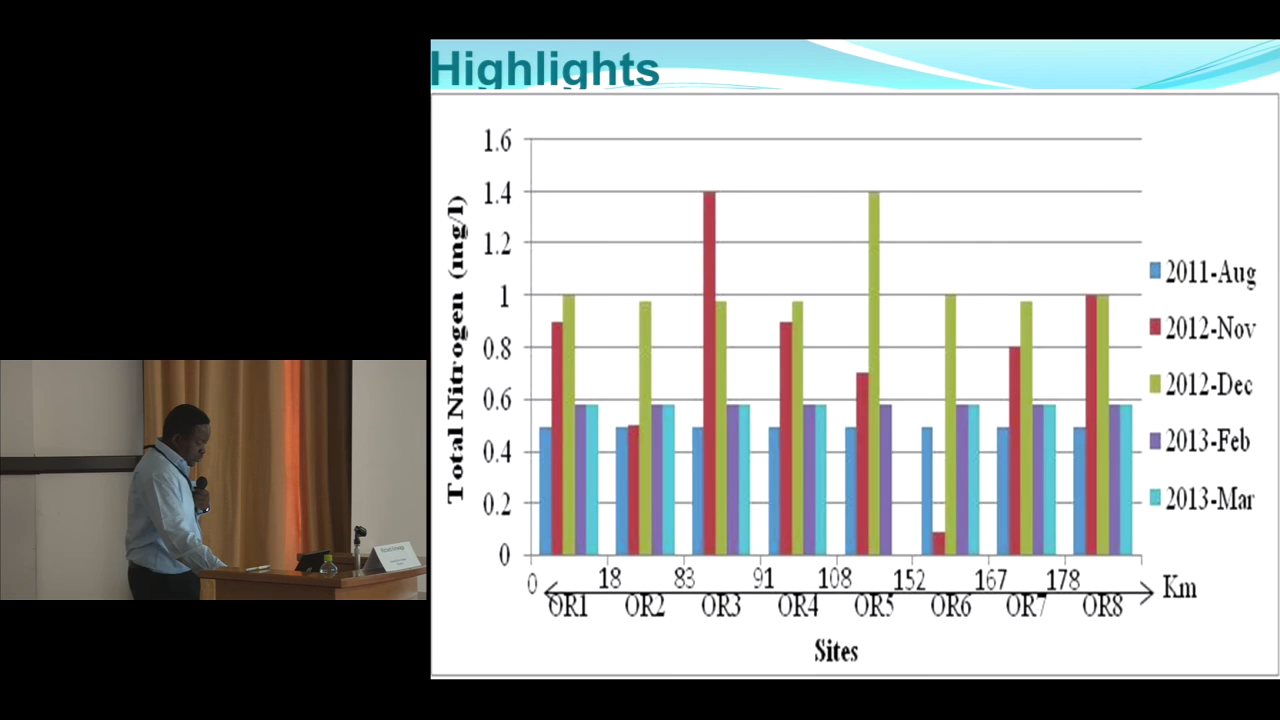 Highlights
1.6
1.4
1.2
1
0.8
0.6
0.4
0.2
0
Total Nitrogen (mg/l)
2011-Aug
2012-Nov
2012-Dec
2013-Feb
2013-Mar
0 18 83 91 108 152 167 178 Km
OR1 OR2 OR3 OR4 OR5 OR6 OR7 OR8
Sites